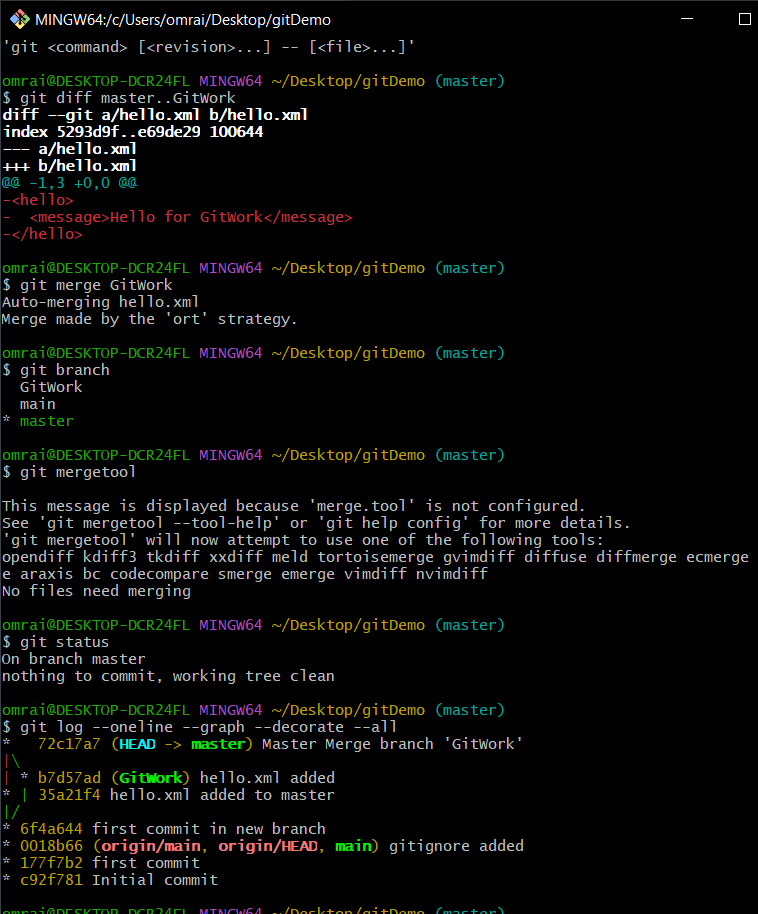 MINGW64:/c/Users/omrai/Desktop/gitDemo
'git <command> [<revision>...] -- [<file>...]'
omrai@DESKTOP-DCR24FL MINGW64 ~/Desktop/gitDemo (master)
$ git diff master..GitWork
diff --git a/hello.xml b/hello.xml
index 5293d9f..e69de29 100644
--- a/hello.xml
+++ b/hello.xml
@@ -1,3 +0,0 @@
-<hello>
-  <message>Hello for GitWork</message>
-</hello>
omrai@DESKTOP-DCR24FL MINGW64 ~/Desktop/gitDemo (master)
$ git merge GitWork
Auto-merging hello.xml
Merge made by the 'ort' strategy.
omrai@DESKTOP-DCR24FL MINGW64 ~/Desktop/gitDemo (master)
$ git branch
  GitWork
  main
* master
omrai@DESKTOP-DCR24FL MINGW64 ~/Desktop/gitDemo (master)
$ git mergetool
This message is displayed because 'merge.tool' is not configured.
See 'git mergetool --tool-help' or 'git help config' for more details.
'git mergetool' will now attempt to use one of the following tools:
opendiff kdiff3 tkdiff xxdiff meld tortoisemerge gvimdiff diffuse diffmerge ecmerge
e araxis bc codecompare smerge emerge vimdiff nvimdiff
No files need merging
omrai@DESKTOP-DCR24FL MINGW64 ~/Desktop/gitDemo (master)
$ git status
On branch master
nothing to commit, working tree clean
omrai@DESKTOP-DCR24FL MINGW64 ~/Desktop/gitDemo (master)
$ git log --oneline --graph --decorate --all
*   72c17a7 (HEAD -> master) Master Merge branch 'GitWork'
|\
| * b7d57ad (GitWork) hello.xml added
* | 35a21f4 hello.xml added to master
|/
* 6f4a644 first commit in new branch
* 0018b66 (origin/main, origin/HEAD, main) gitignore added
* 177f7b2 first commit
* c92f781 Initial commit
omrai@DESKTOP-DCR24FL MINGW64 ~/Desktop/gitDemo (master)